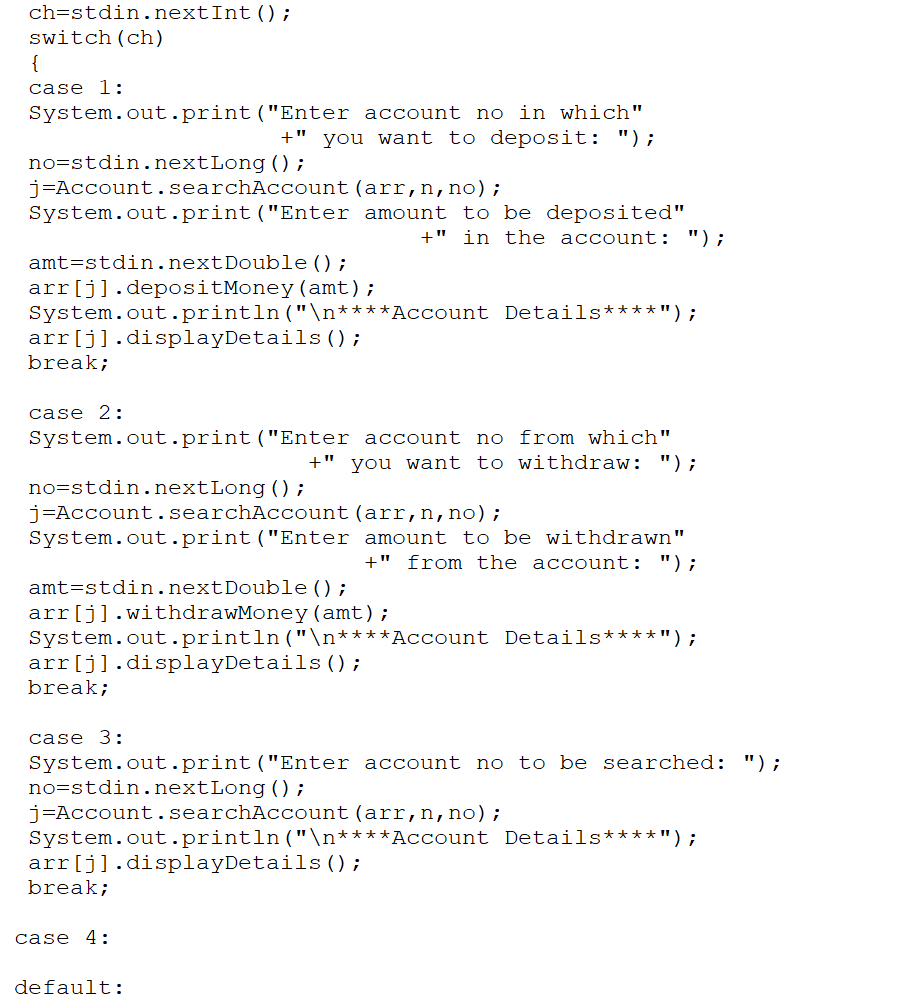 ch=stdin.nextInt();
switch(ch)
{
case 1:
System.out.print("Enter account no in which"
+" you want to deposit: ");
no=stdin.nextLong();
j=Account.searchAccount(arr,n,no);
System.out.print("Enter amount to be deposited"
+" in the account: ");
amt=stdin.nextDouble();
arr[j].depositMoney(amt);
System.out.println("\n****Account Details****");
arr[j].displayDetails();
break;
case 2:
System.out.print("Enter account no from which"
+" you want to withdraw: ");
no=stdin.nextLong();
j=Account.searchAccount(arr,n,no);
System.out.print("Enter amount to be withdrawn"
+" from the account: ");
amt=stdin.nextDouble();
arr[j].withdrawMoney(amt);
System.out.println("\n****Account Details****");
arr[j].displayDetails();
break;
case 3:
System.out.print("Enter account no to be searched: ");
no=stdin.nextLong();
j=Account.searchAccount(arr,n,no);
System.out.println("\n****Account Details****");
arr[j].displayDetails();
break;
case 4:
default: